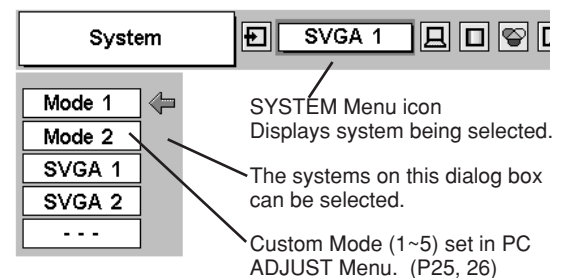 System
SVGA 1
Mode 1
Mode 2
SVGA 1
SVGA 2
- - -
SYSTEM Menu icon
Displays system being selected.
The systems on this dialog box
can be selected.
Custom Mode (1~5) set in PC
ADJUST Menu. (P25, 26)